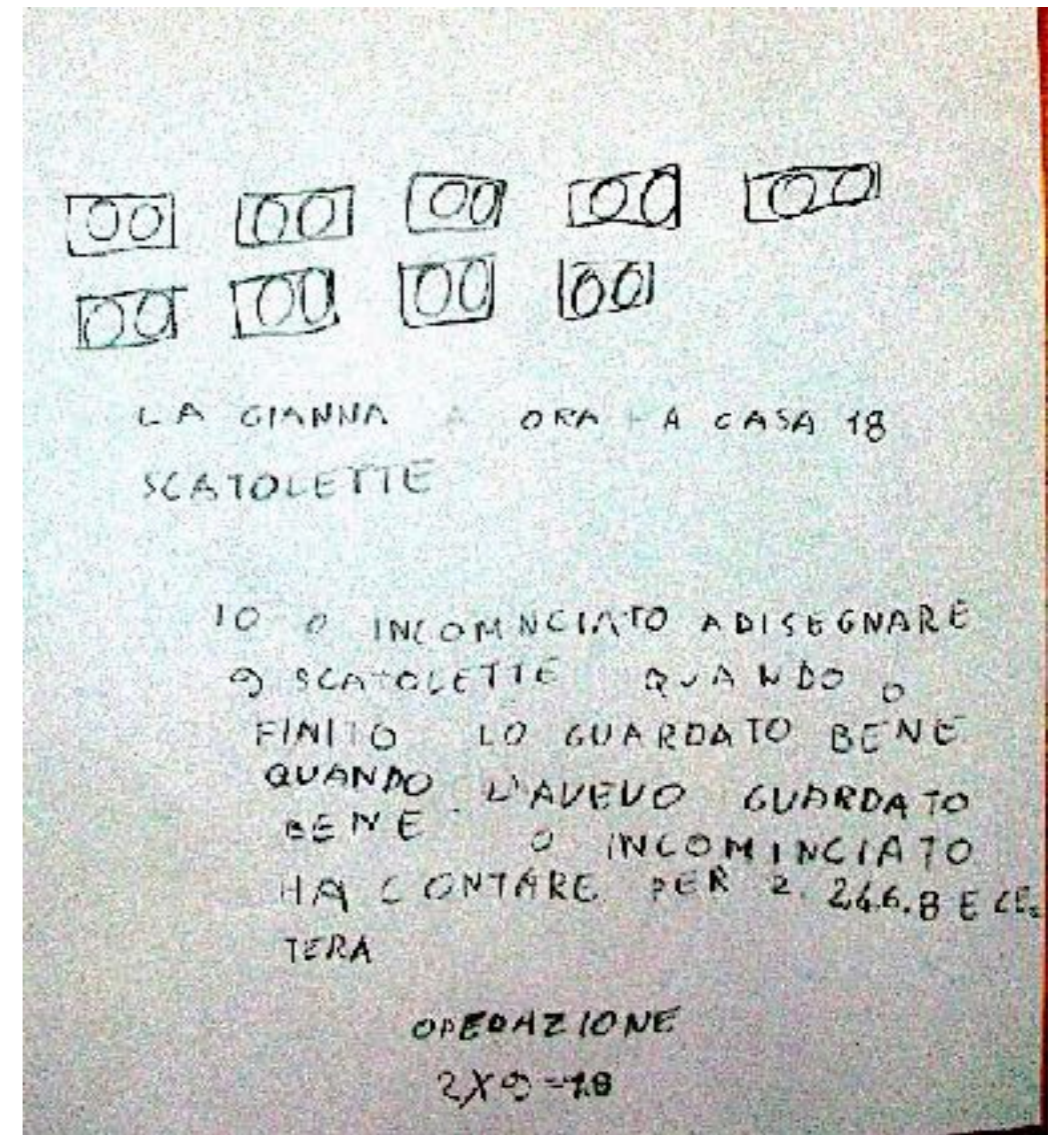 LA GIANNA A ORA A CASA 18
SCATOLETTE
IO O INCOMNCIATO ADISEGNARE
9 SCATOLETTE QUANDO O
FINITO LO GUARDATO BENE
QUANDO L'AVEVO GUARDATO
BENE O INCOMINCIATO
HA CONTARE PER 2. 2.4.6.8 E CE
TERA
OPERAZIONE
2X9=18